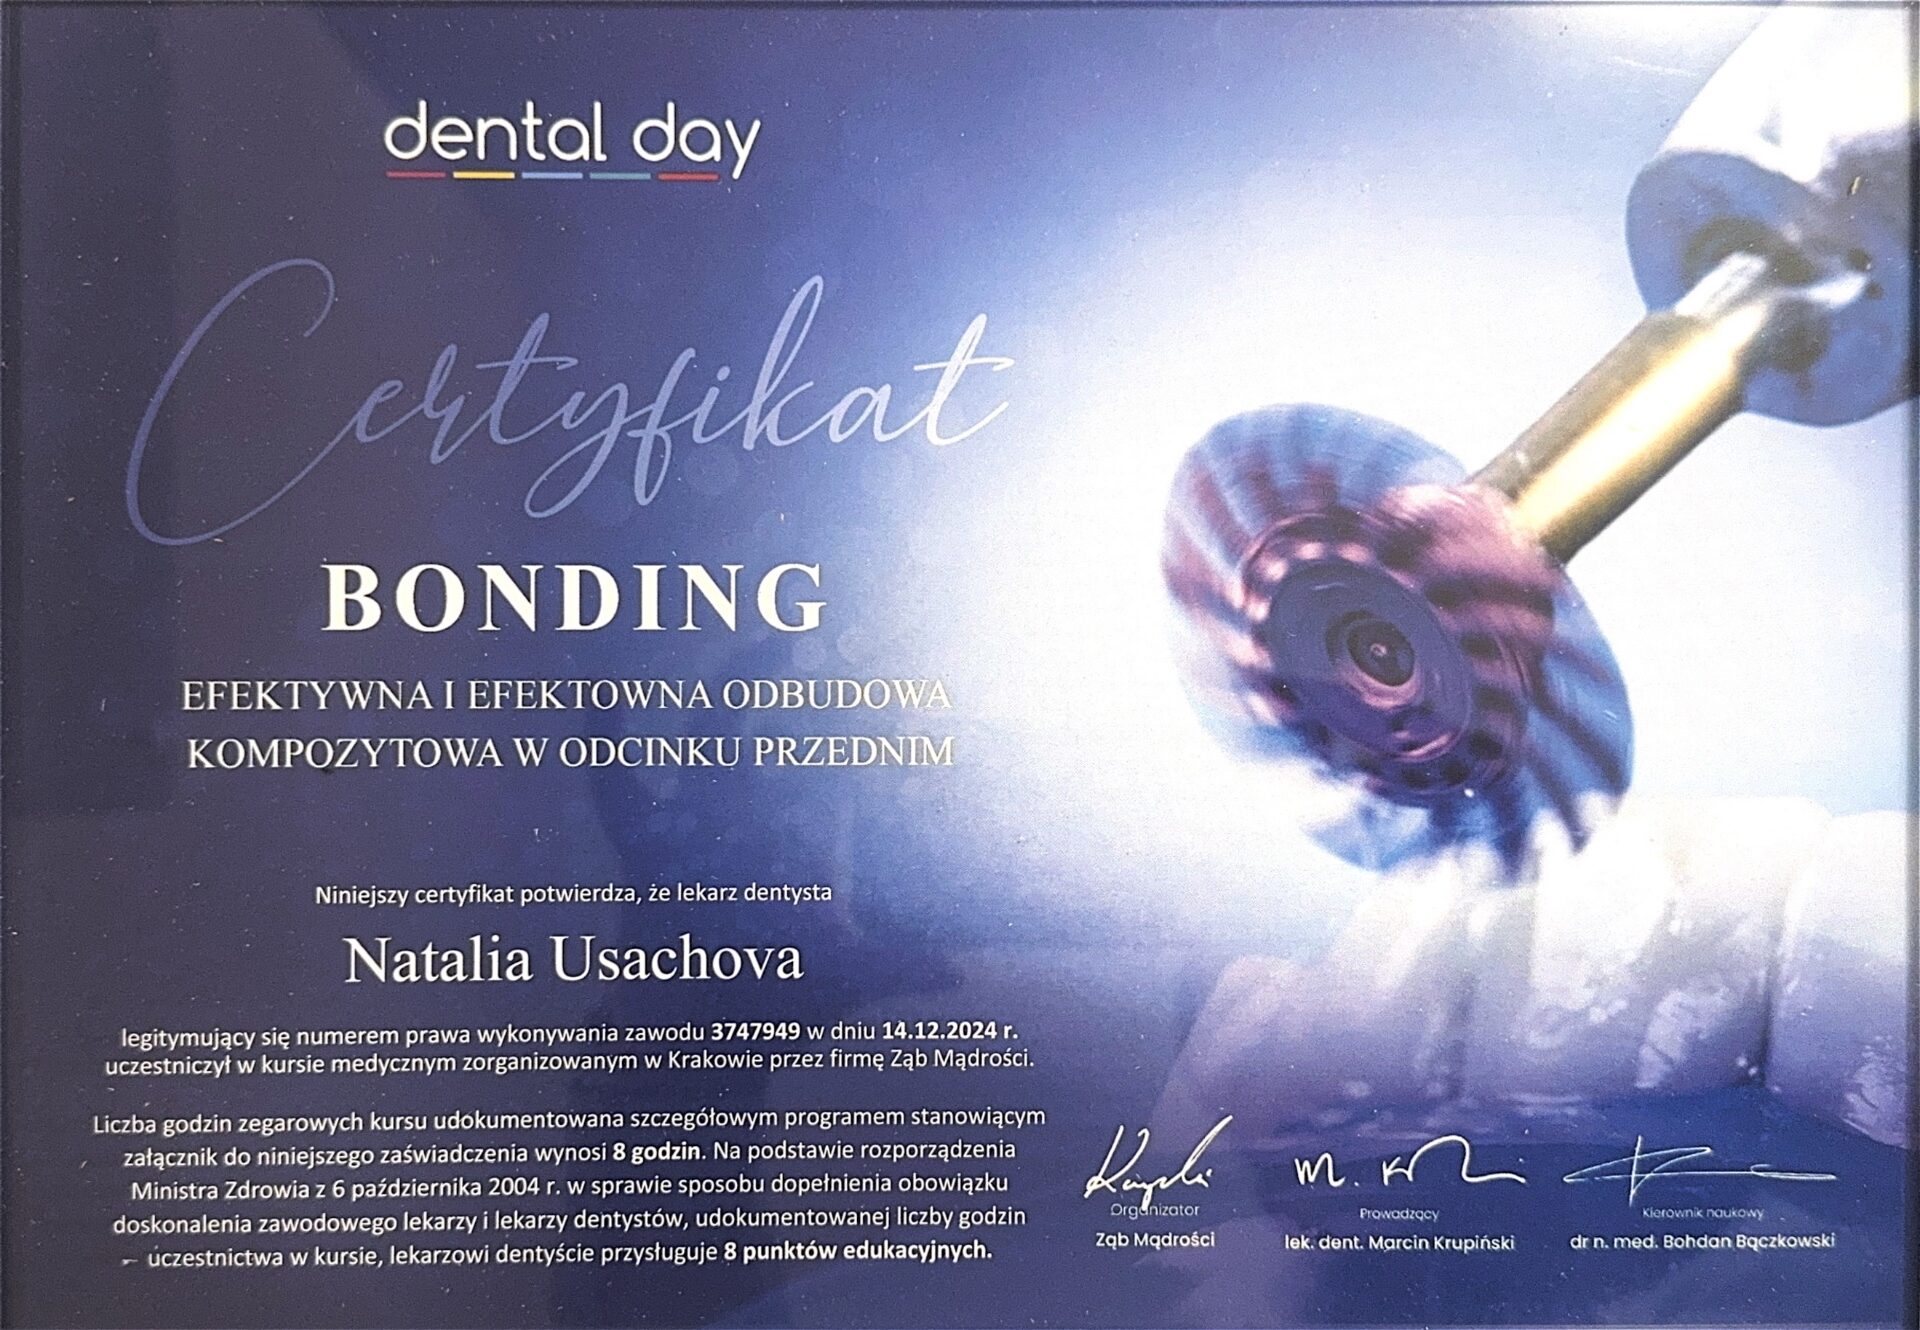 dental day
Certyfikat
BONDING
EFEKTYWNA I EFEKTOWNA ODBUDOWA
KOMPOZYTOWA W ODCINKU PRZEDNIM
Niniejszy certyfikat potwierdza, że lekarz dentysta
Natalia Usachova
legitymujący się numerem prawa wykonywania zawodu 3747949 w dniu 14.12.2024 r.
uczestniczył w kursie medycznym zorganizowanym w Krakowie przez firmę Ząb Mądrości.
Liczba godzin zegarowych kursu udokumentowana szczegółowym programem stanowiącym
załącznik do niniejszego zaświadczenia wynosi 8 godzin. Na podstawie rozporządzenia
Ministra Zdrowia z 6 października 2004 r. w sprawie sposobu dopełnienia obowiązku
doskonalenia zawodowego lekarzy i lekarzy dentystów, udokumentowanej liczby godzin
uczestnictwa w kursie, lekarzowi dentyście przysługuje 8 punktów edukacyjnych.
Organizator
Ząb Mądrości
Prowadzący
lek. dent. Marcin Krupiński
Kierownik naukowy
dr n. med. Bohdan Bączkowski